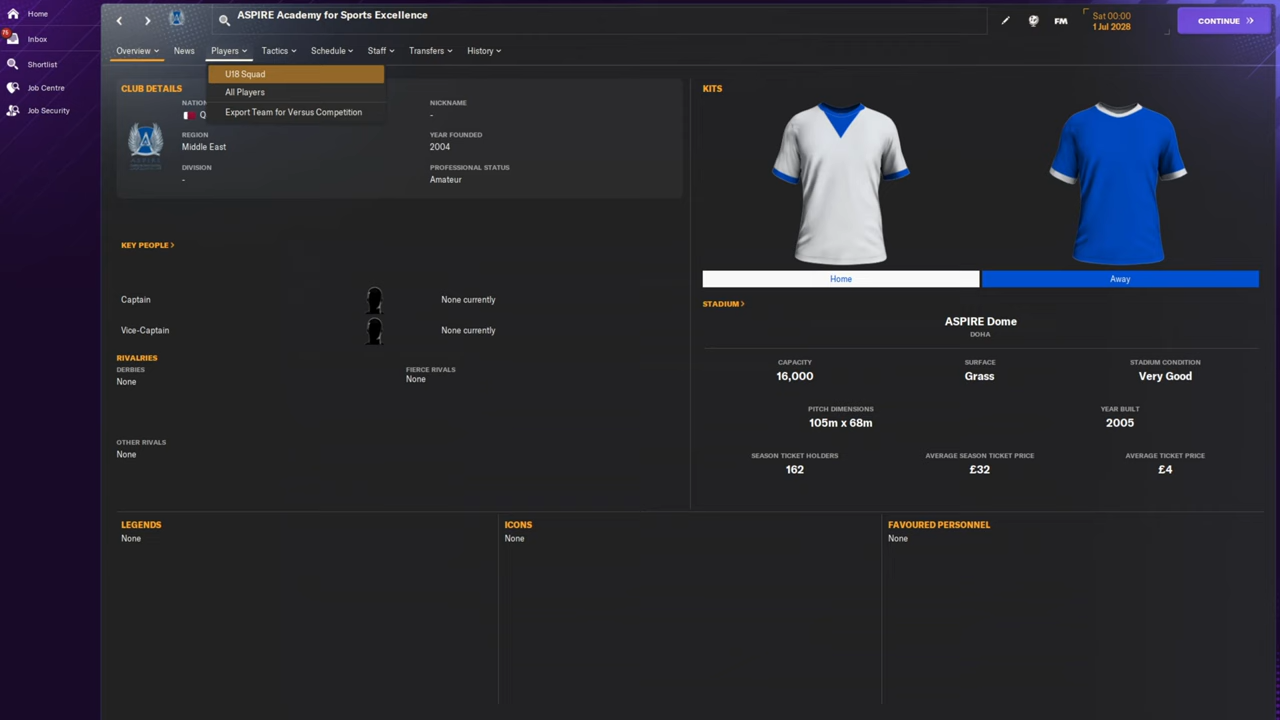 Home
Inbox
75
Shortlist
Job Centre
Job Security
ASPIRE Academy for Sports Excellence
FM
Sat 00:00
1 Jul 2028
CONTINUE
Overview
News
Players
Tactics
Schedule
Staff
Transfers
History
U18 Squad
All Players
Export Team for Versus Competition
CLUB DETAILS
NATION
Q
NICKNAME
-
REGION
Middle East
YEAR FOUNDED
2004
DIVISION
-
PROFESSIONAL STATUS
Amateur
ASPIRE
KEY PEOPLE >
Captain
None currently
Vice-Captain
None currently
RIVALRIES
DERBIES
None
FIERCE RIVALS
None
OTHER RIVALS
None
KITS
Home
Away
STADIUM >
ASPIRE Dome
DOHA
CAPACITY
16,000
SURFACE
Grass
STADIUM CONDITION
Very Good
PITCH DIMENSIONS
105m x 68m
YEAR BUILT
2005
SEASON TICKET HOLDERS
162
AVERAGE SEASON TICKET PRICE
£32
AVERAGE TICKET PRICE
£4
LEGENDS
None
ICONS
None
FAVOURED PERSONNEL
None